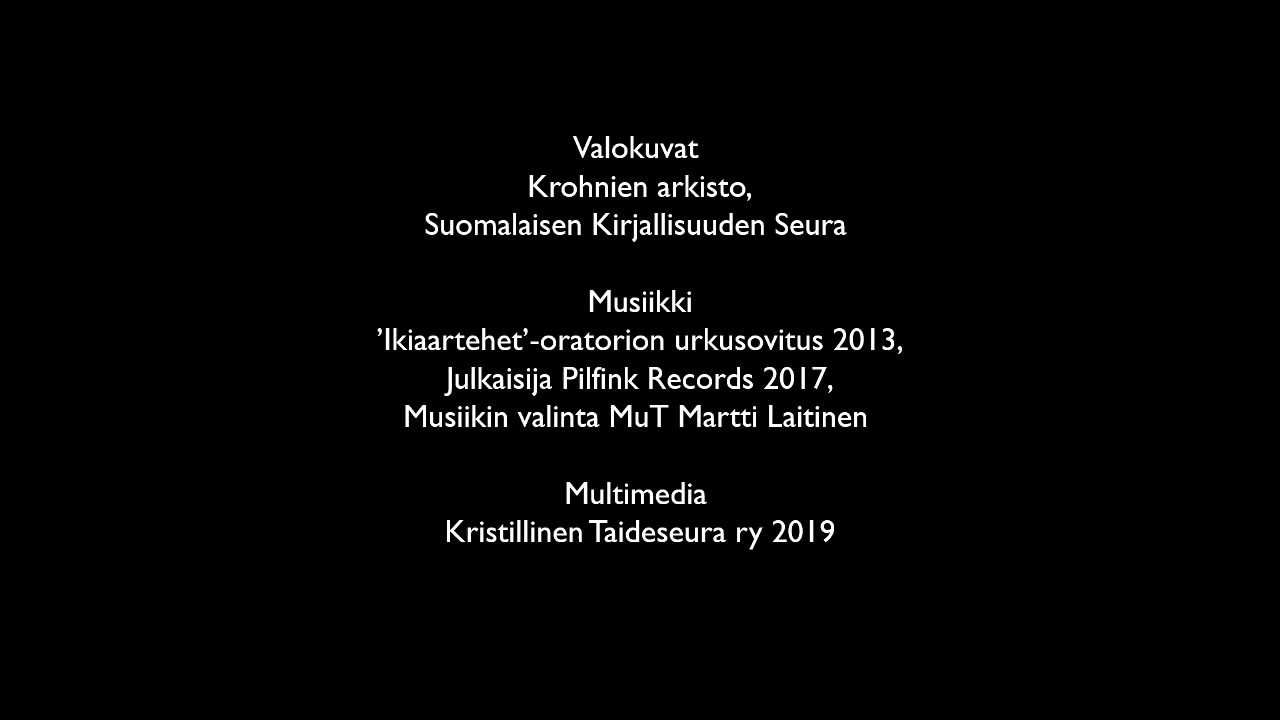 Valokuvat
Krohnien arkisto,
Suomalaisen Kirjallisuuden Seura
Musiikki
’Ikiaartehet’-oratorion urkusovitus 2013,
Julkaisija Pilfink Records 2017,
Musiikin valinta MuT Martti Laitinen
Multimedia
Kristillinen Taideseura ry 2019